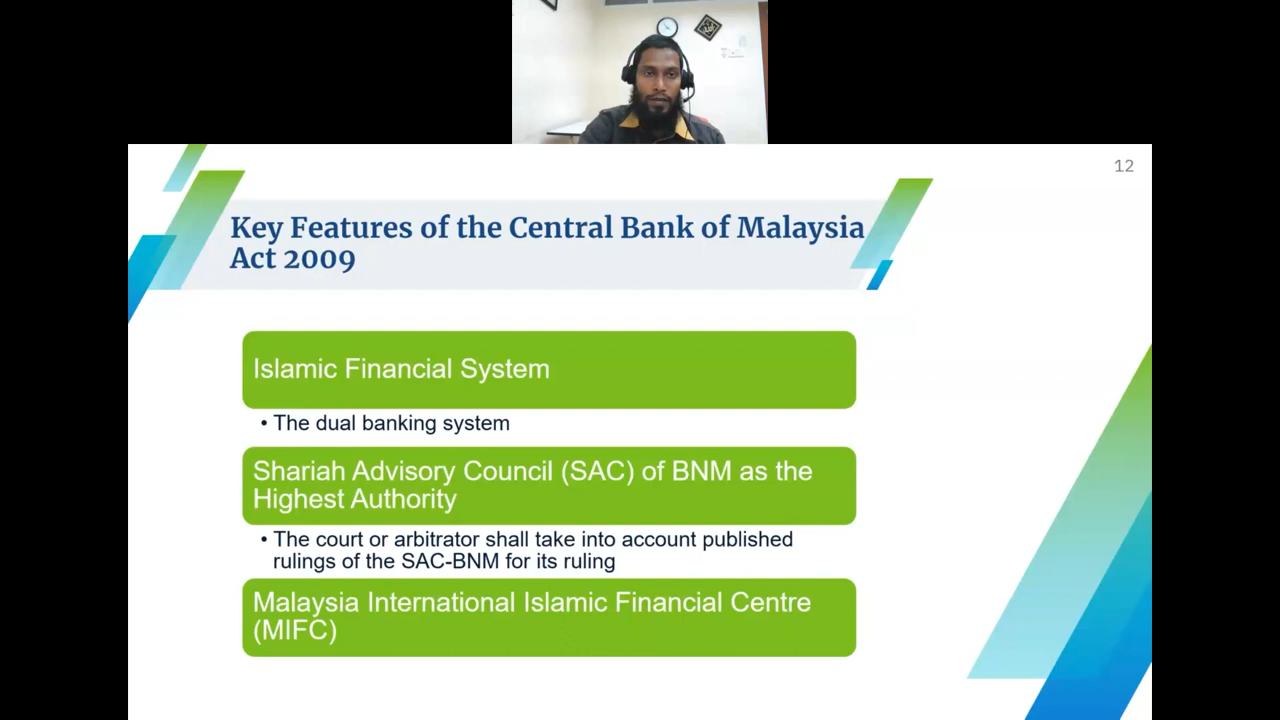 12
Key Features of the Central Bank of Malaysia
Act 2009
Islamic Financial System
• The dual banking system
Shariah Advisory Council (SAC) of BNM as the
Highest Authority
• The court or arbitrator shall take into account published
rulings of the SAC-BNM for its ruling
Malaysia International Islamic Financial Centre
(MIFC)